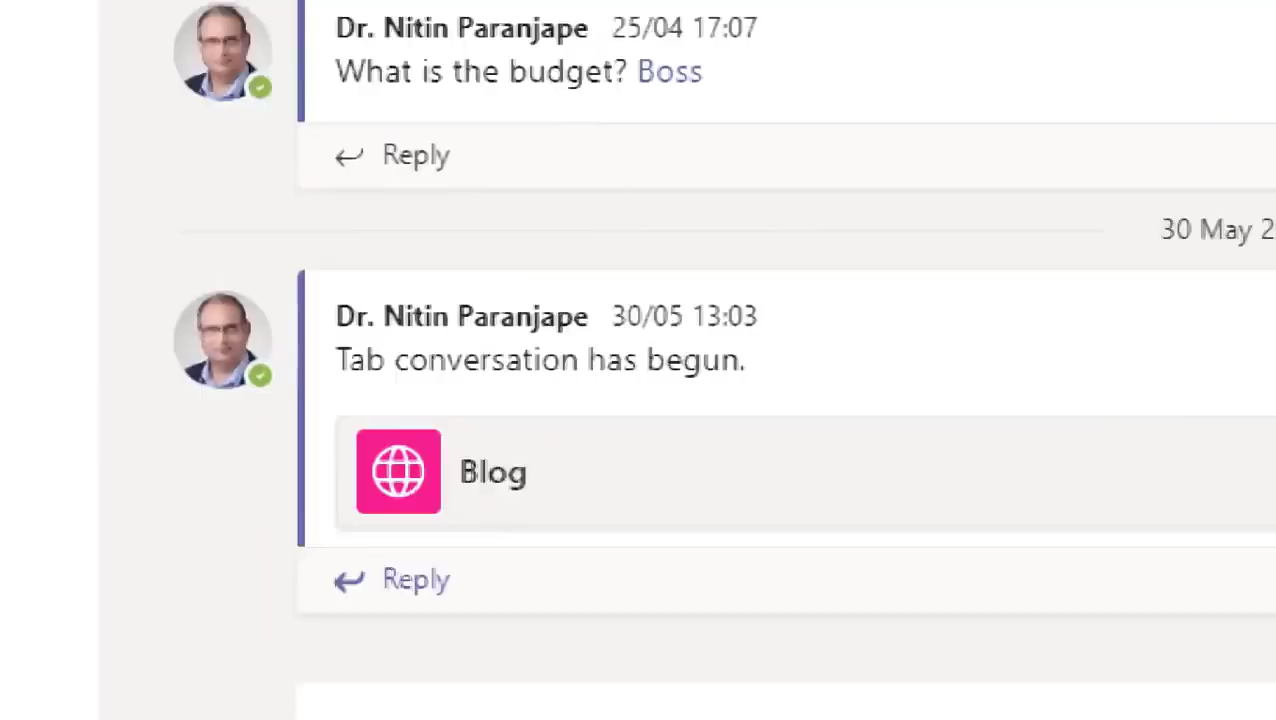 Dr. Nitin Paranjape 25/04 17:07
What is the budget? Boss
Reply
30 May 2
Dr. Nitin Paranjape 30/05 13:03
Tab conversation has begun.
Blog
Reply